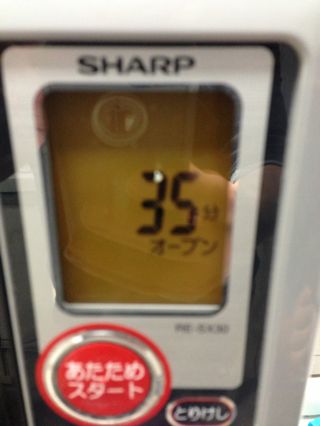 SHARP
35分
オーブン
RE-SX30
あたため
スタート
とりけし